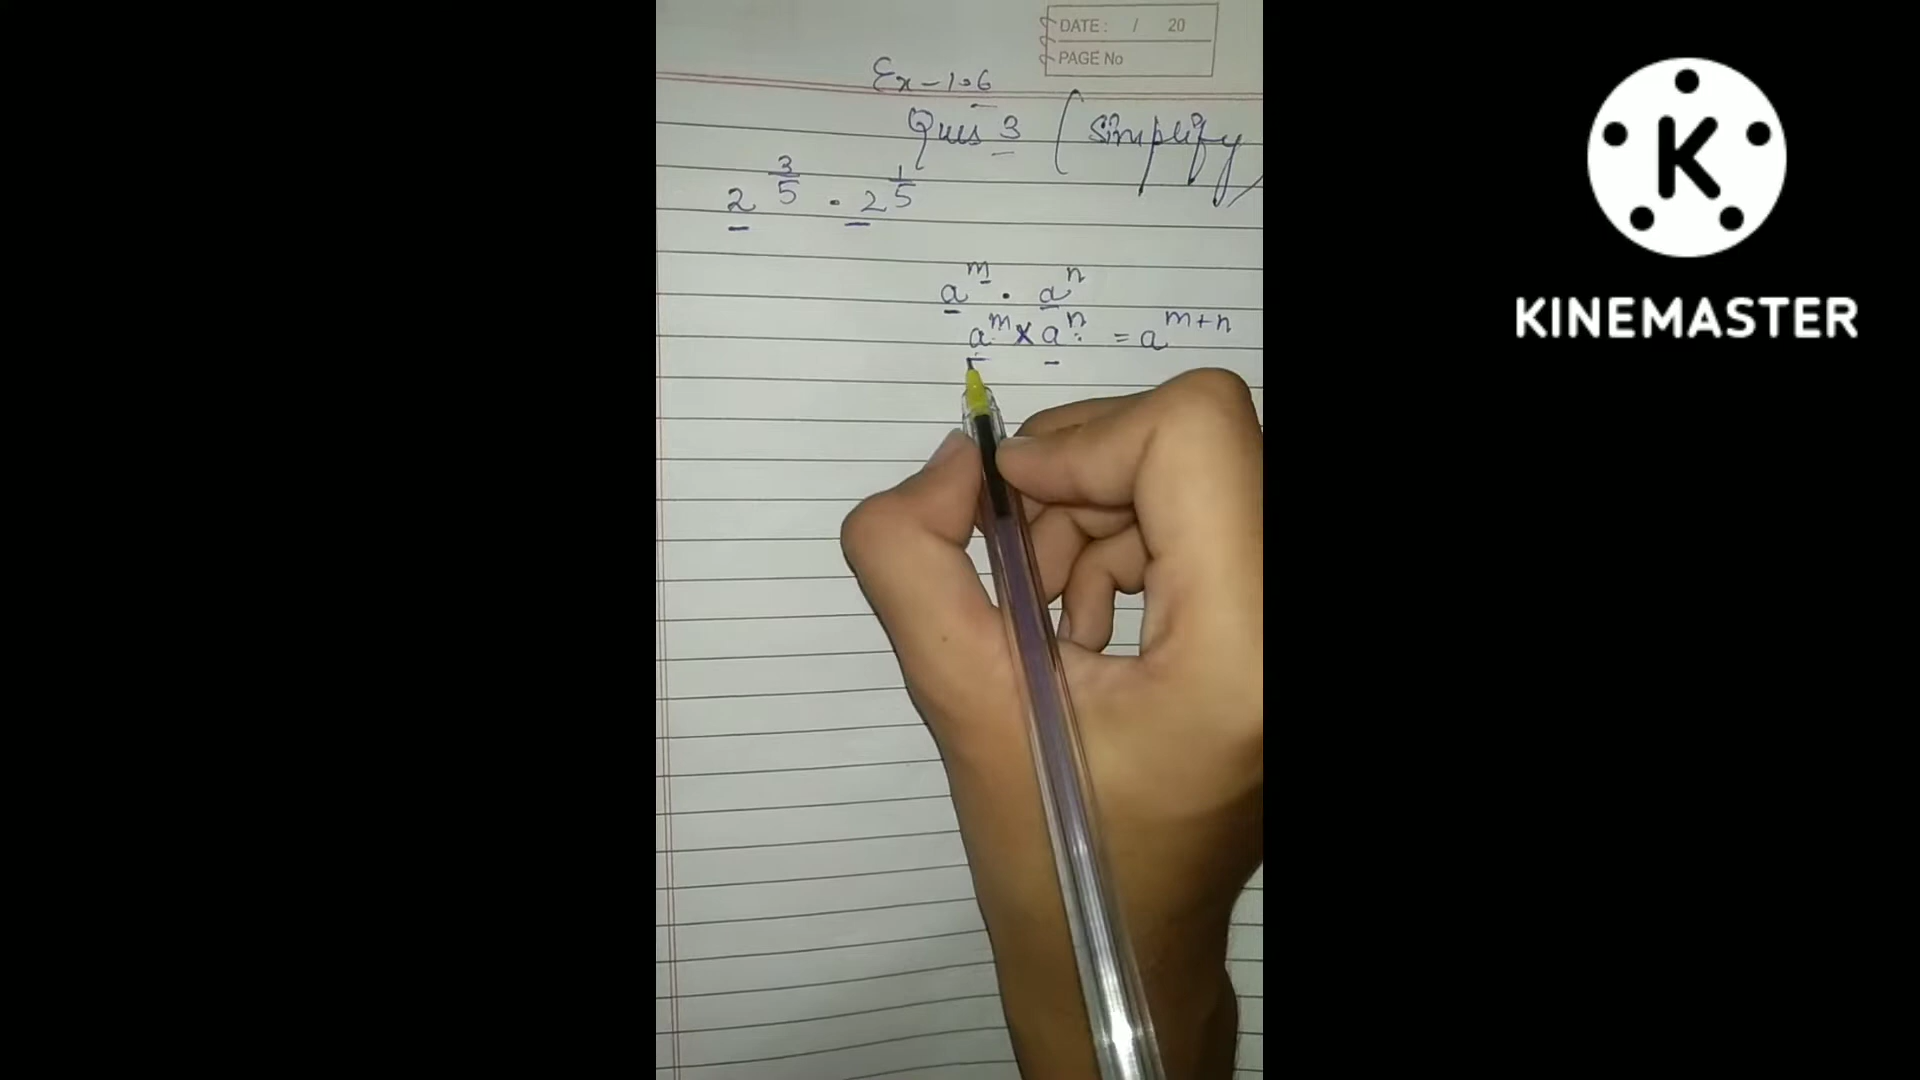 DATE : / 20
PAGE No
Ex-1.6
Ques 3 (Simplify)
2^{3/5} . 2^{1/5}
a^m . a^n
a^m × a^n = a^{m+n}
KINEMASTER